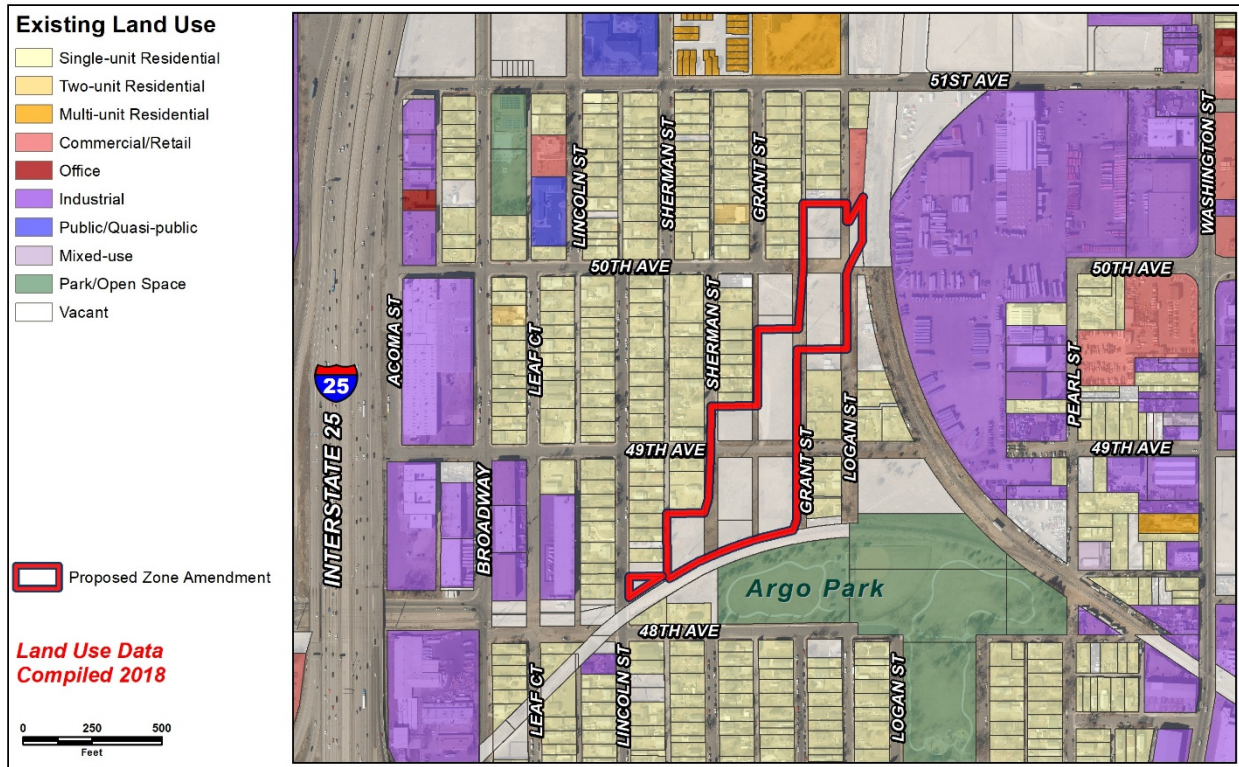 Existing Land Use
Single-unit Residential
Two-unit Residential
Multi-unit Residential
Commercial/Retail
Office
Industrial
Public/Quasi-public
Mixed-use
Park/Open Space
Vacant
Proposed Zone Amendment
Land Use Data
Compiled 2018
0 250 500
Feet
51ST AVE
LINCOLN ST
SHERMAN ST
GRANT ST
WASHINGTON ST
50TH AVE
50TH AVE
ACOMA ST
LEAF CT
SHERMAN ST
PEARL ST
25
INTERSTATE 25
BROADWAY
49TH AVE
GRANT ST
LOGAN ST
49TH AVE
Argo Park
48TH AVE
LEAF CT
LINCOLN ST
LOGAN ST